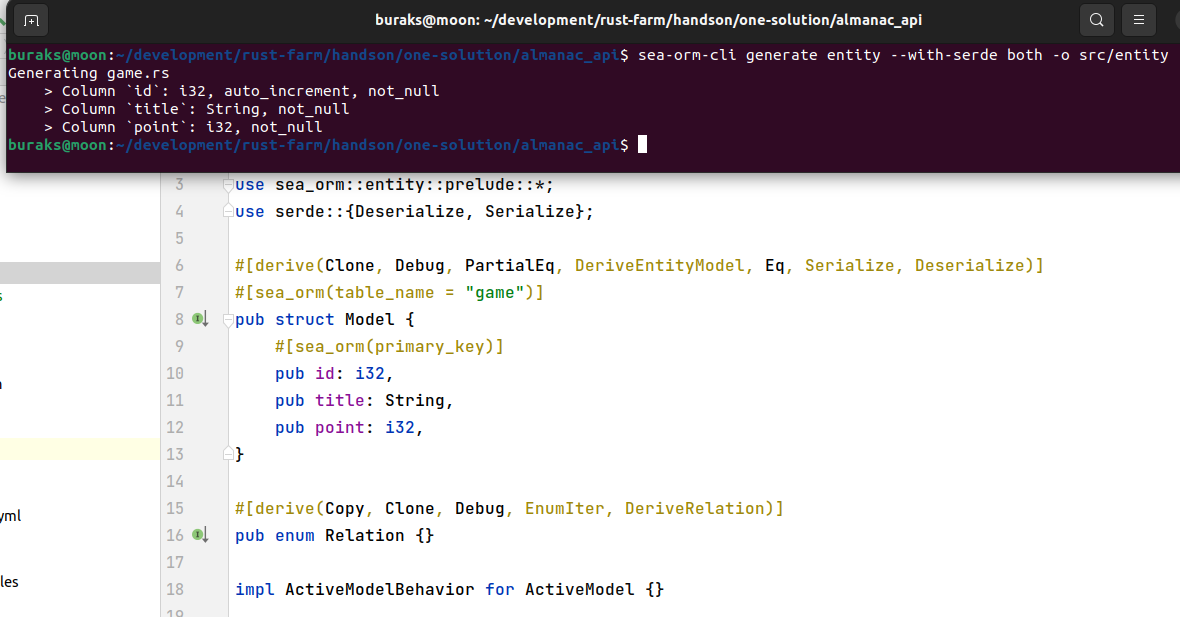 buraks@moon: ~/development/rust-farm/handson/one-solution/almanac_api
buraks@moon:~/development/rust-farm/handson/one-solution/almanac_api$ sea-orm-cli generate entity --with-serde both -o src/entity
Generating game.rs
    > Column `id`: i32, auto_increment, not_null
    > Column `title`: String, not_null
    > Column `point`: i32, not_null
buraks@moon:~/development/rust-farm/handson/one-solution/almanac_api$
3 use sea_orm::entity::prelude::*;
4 use serde::{Deserialize, Serialize};
5
6 #[derive(Clone, Debug, PartialEq, DeriveEntityModel, Eq, Serialize, Deserialize)]
7 #[sea_orm(table_name = "game")]
8 pub struct Model {
9     #[sea_orm(primary_key)]
10     pub id: i32,
11     pub title: String,
12     pub point: i32,
13 }
14
15 #[derive(Copy, Clone, Debug, EnumIter, DeriveRelation)]
yml
16 pub enum Relation {}
17
les
18 impl ActiveModelBehavior for ActiveModel {}
19